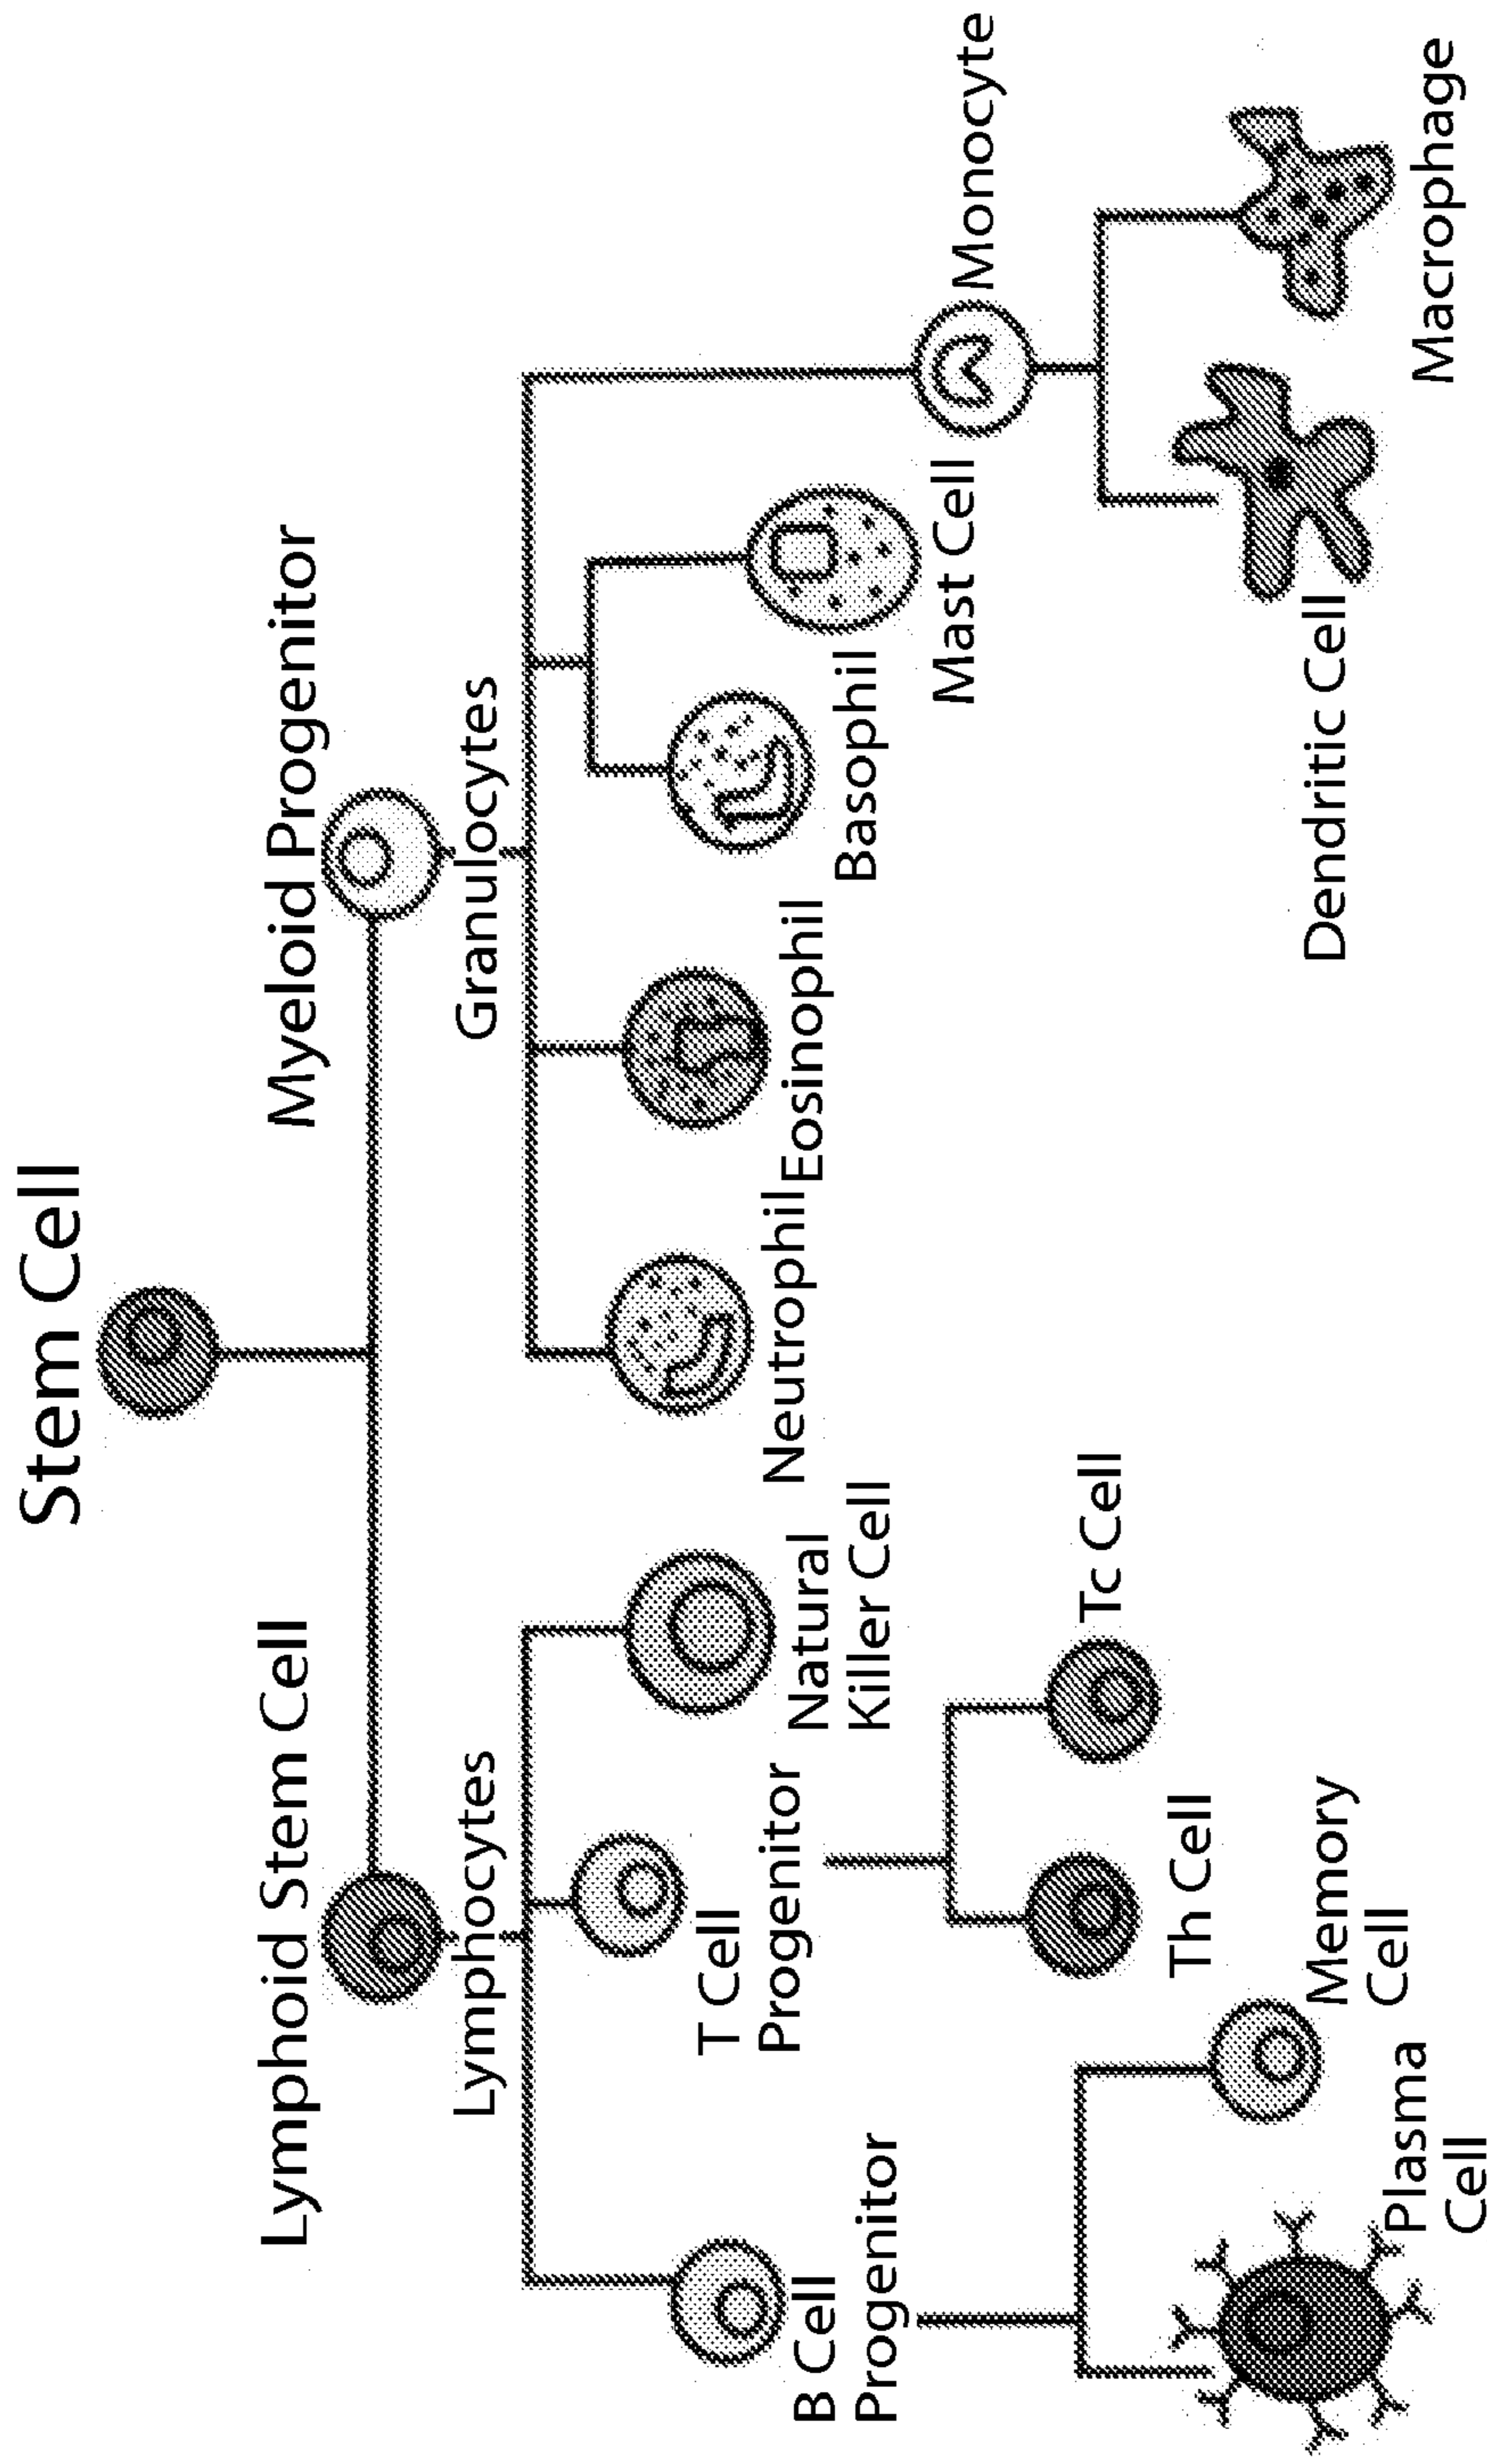 Stem Cell
Lymphoid Stem Cell
Myeloid Progenitor
Lymphocytes
Granulocytes
B Cell
Progenitor
T Cell
Progenitor
Natural
Killer Cell
Neutrophil
Eosinophil
Basophil
Mast Cell
Monocyte
Plasma
Cell
Memory
Cell
Th Cell
Tc Cell
Dendritic Cell
Macrophage